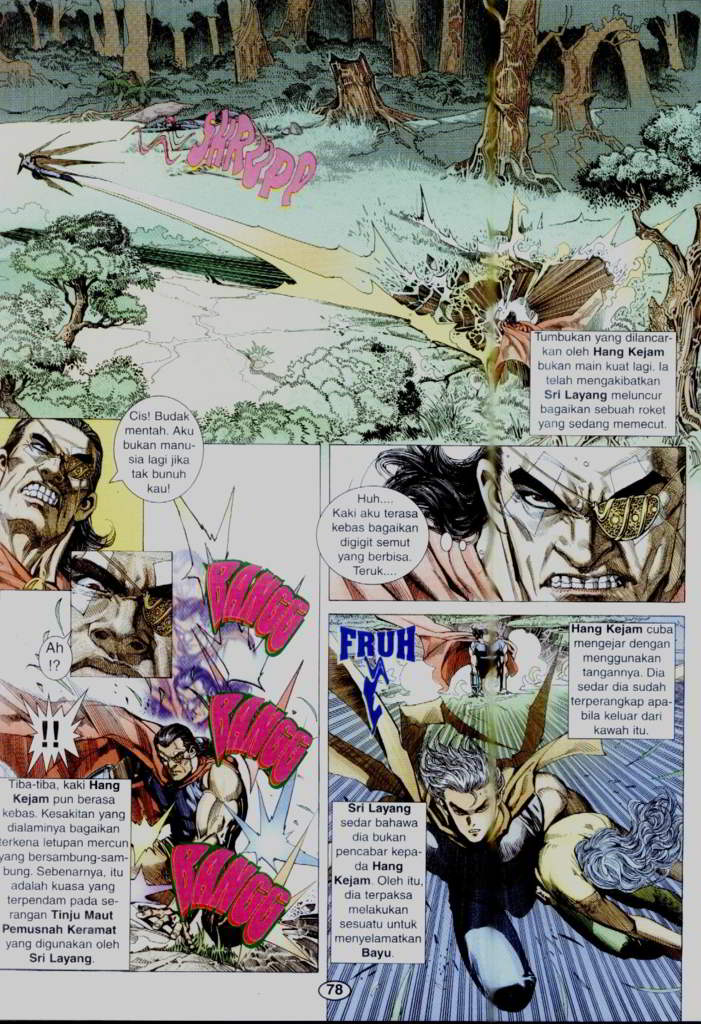 SHRUPP
Tumbukan yang dilancar-
kan oleh Hang Kejam
bukan main kuat lagi. Ia
telah mengakibatkan
Sri Layang meluncur
bagaikan sebuah roket
yang sedang memecut.
Cis! Budak
mentah. Aku
bukan manu-
sia lagi jika
tak bunuh
kau!
Ah
!?
!!
BANGG
BANGG
BANGG
Tiba-tiba, kaki Hang
Kejam pun berasa
kebas. Kesakitan yang
dialaminya bagaikan
terkena letupan mercun
yang bersambung-sam-
bung. Sebenarnya, itu
adalah kuasa yang
terpendam pada se-
rangan Tinju Maut
Pemusnah Keramat
yang digunakan oleh
Sri Layang.
Huh....
Kaki aku terasa
kebas bagaikan
digigit semut
yang berbisa.
Teruk....
FRUH
Hang Kejam cuba
mengejar dengan
menggunakan
tangannya. Dia
sedar dia sudah
terperangkap apa-
bila keluar dari
kawah itu.
Sri Layang
sedar bahawa
dia bukan
pencabar kepa-
da Hang
Kejam. Oleh itu,
dia terpaksa
melakukan
sesuatu untuk
menyelamatkan
Bayu.
78